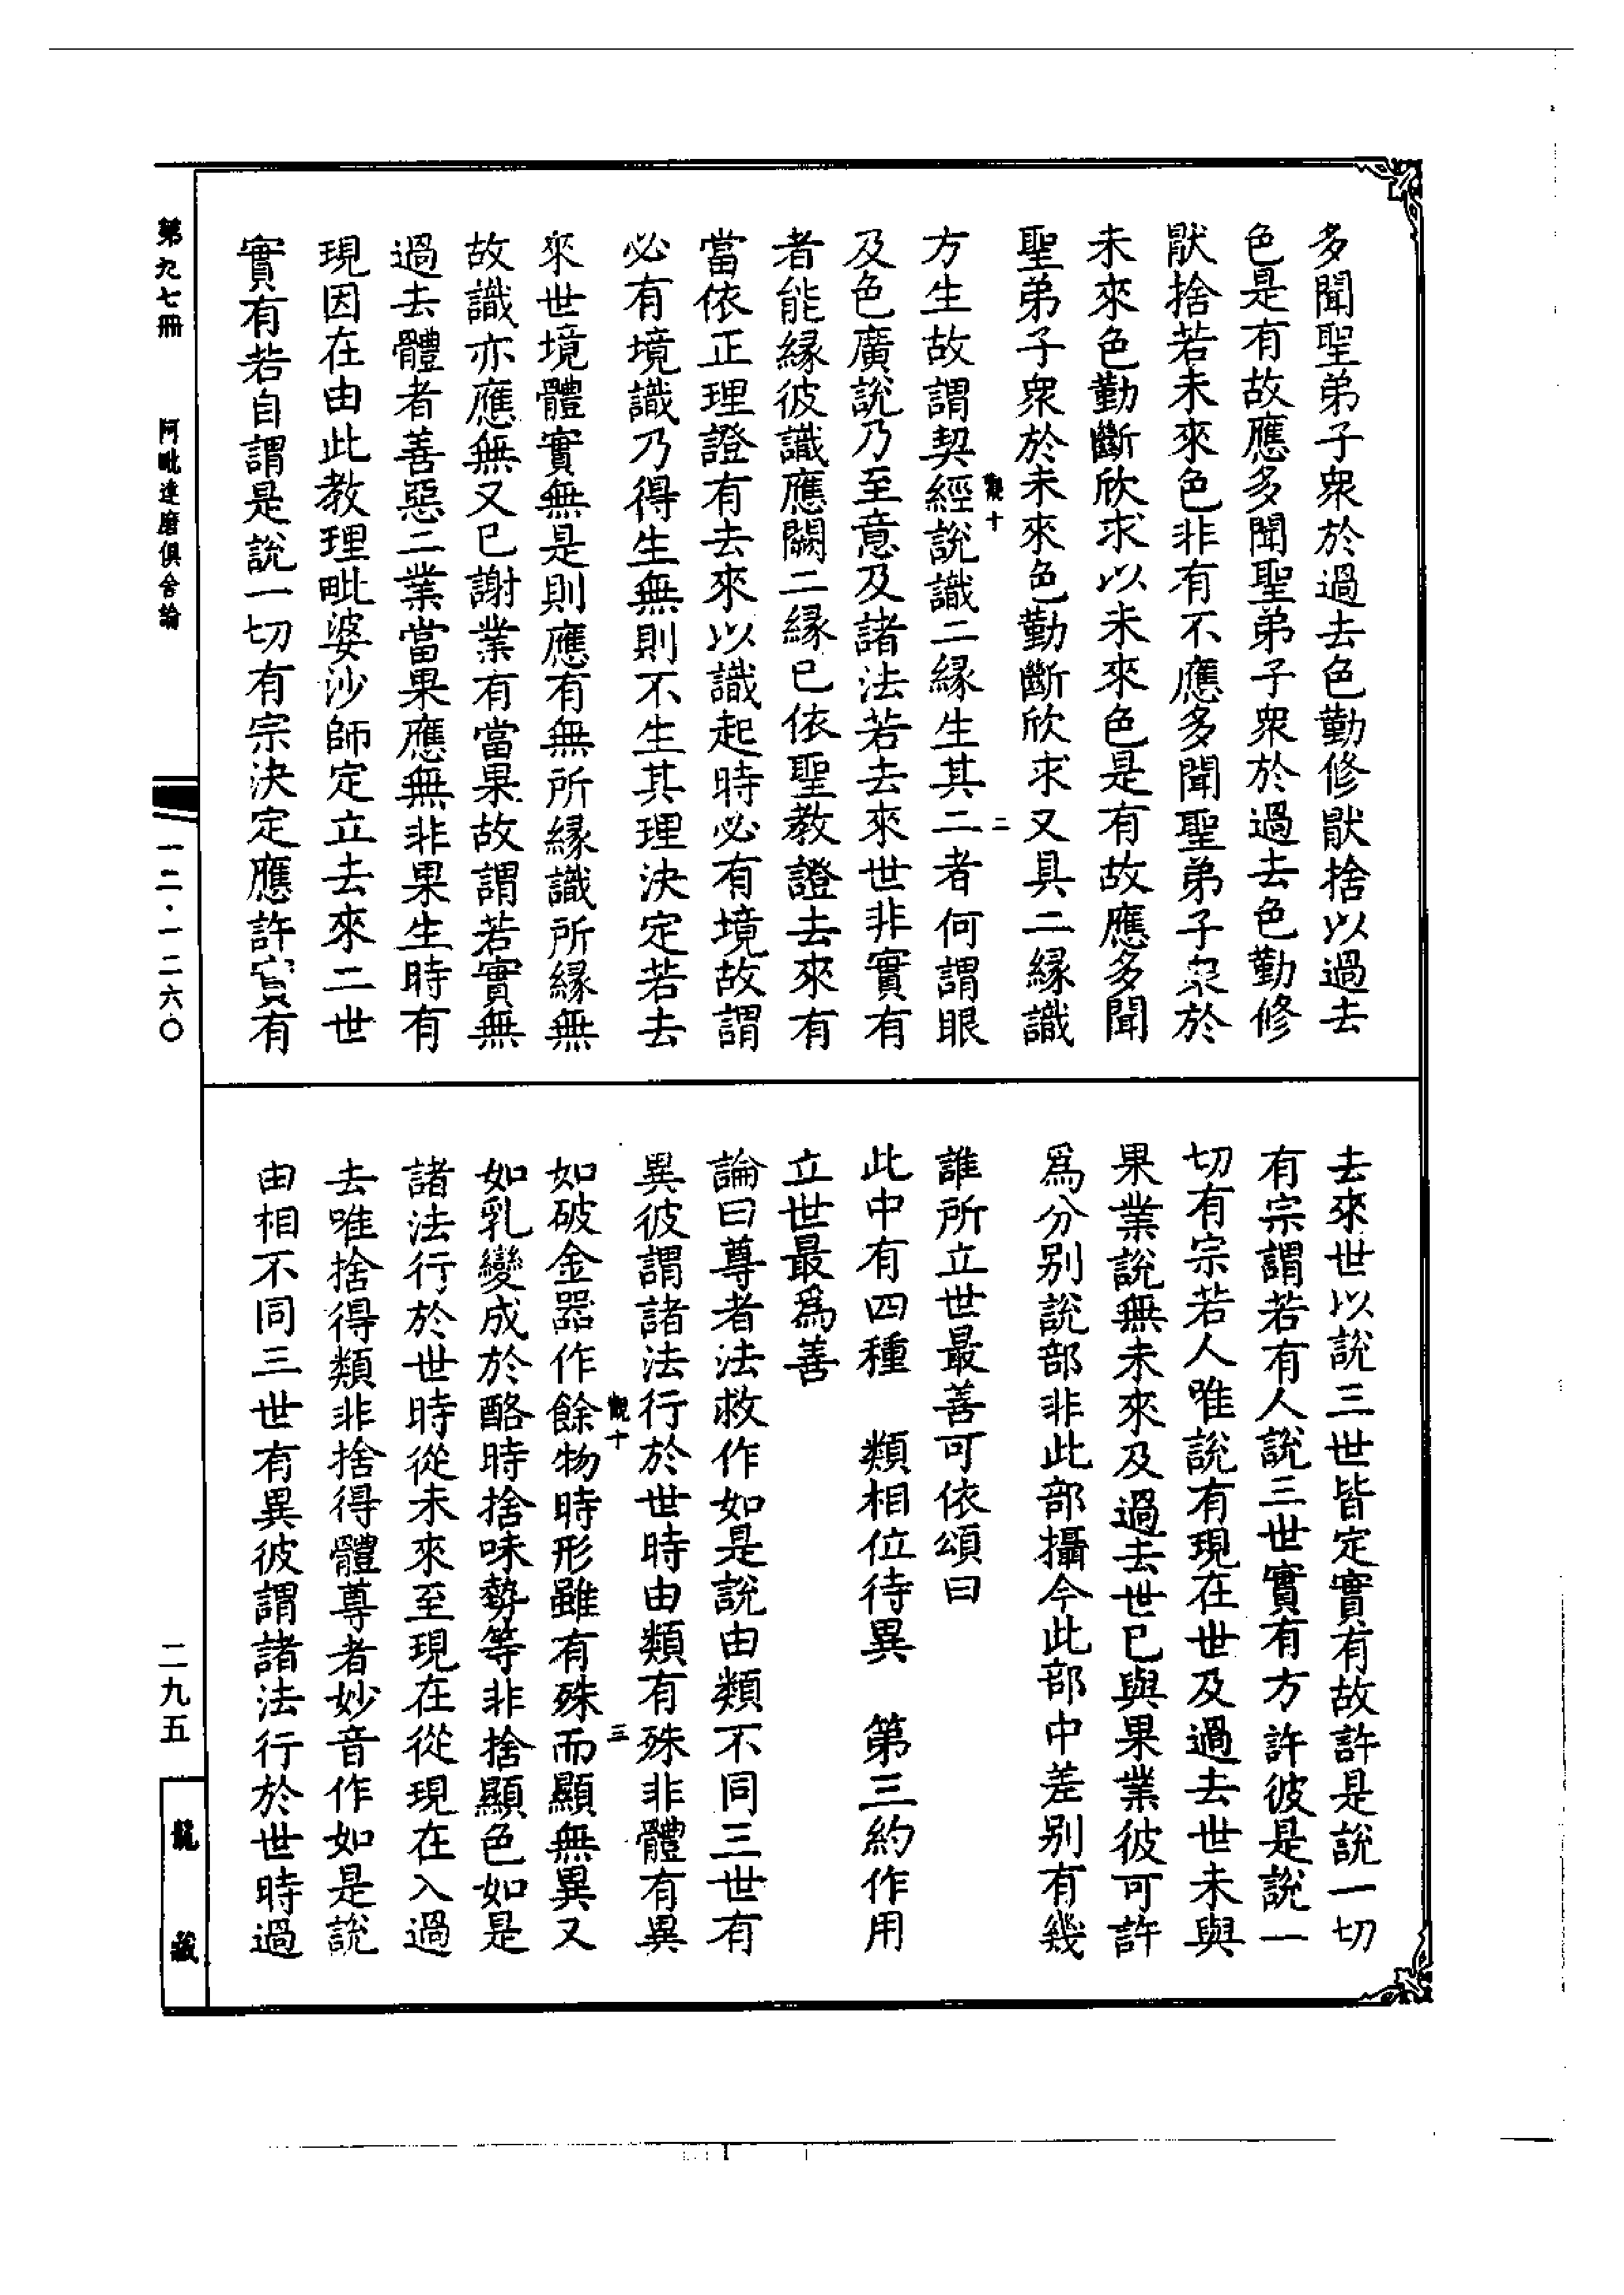 多聞聖弟子衆於過去色勤修猒捨以過去
色是有故應多聞聖弟子衆於過去色勤修
猒捨若未來色非有不應多聞聖弟子衆於
未來色勤斷欣求以未來色是有故應多聞
聖弟子衆於未來色勤斷欣求又具二緣識
觀十
二
方生故謂契經說識二緣生其二者何謂眼
及色廣說乃至意及諸法若去來世非實有
者能緣彼識應闕二緣已依聖教證去來有
當依正理證有去來以識起時必有境故謂
必有境識乃得生無則不生其理決定若去
來世境體實無是則應有無所緣識所緣無
故識亦應無又已謝業有當果故謂若實無
過去體者善惡二業當果應無非果生時有
現因在由此教理毗婆沙師定立去來二世
實有若自謂是說一切有宗決定應許實有
去來世以說三世皆定實有故許是說一切
有宗謂若有人說三世實有方許彼是說一
切有宗若人唯說有現在世及過去世未與
果業說無未來及過去世已與果業彼可許
爲分別說部非此部攝今此部中差別有幾
誰所立世最善可依頌曰
此中有四種　類相位待異　第三約作用
立世最爲善
論曰尊者法救作如是說由類不同三世有
異彼謂諸法行於世時由類有殊非體有異
觀十
三
如破金器作餘物時形雖有殊而顯無異又
如乳變成於酪時捨味勢等非捨顯色如是
諸法行於世時從未來至現在從現在入過
去唯捨得類非捨得體尊者妙音作如是說
由相不同三世有異彼謂諸法行於世時過
第九七冊
阿毗達磨俱舍論
一二·一二六〇
二九五
龍藏